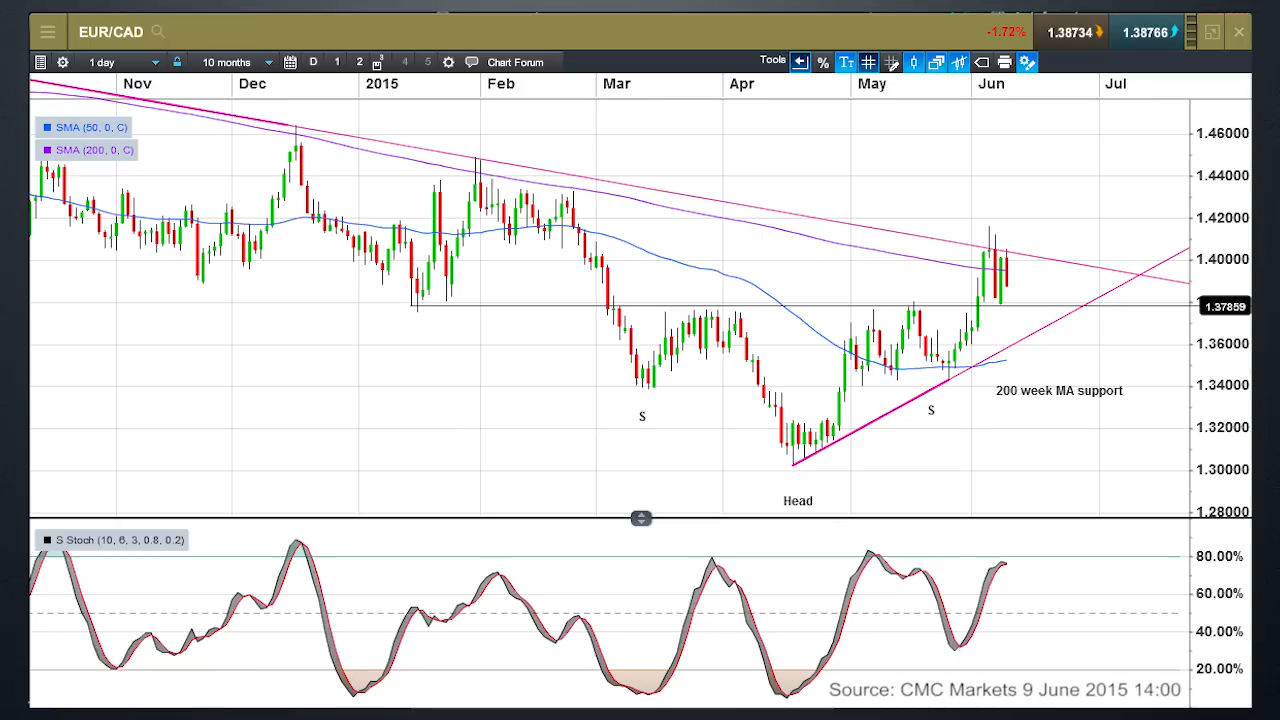 EUR/CAD
-1.72% 1.38734 1.38766
1 day 10 months D 1 2 3 4 5 Chart Forum Tools
Nov Dec 2015 Feb Mar Apr May Jun Jul
SMA (50, 0, C)
SMA (200, 0, C)
1.46000
1.44000
1.42000
1.40000
1.37859
1.36000
1.34000
200 week MA support
S
S
1.32000
1.30000
Head
1.28000
S Stoch (10, 6, 3, 0.8, 0.2)
80.00%
60.00%
40.00%
20.00%
Source: CMC Markets 9 June 2015 14:00